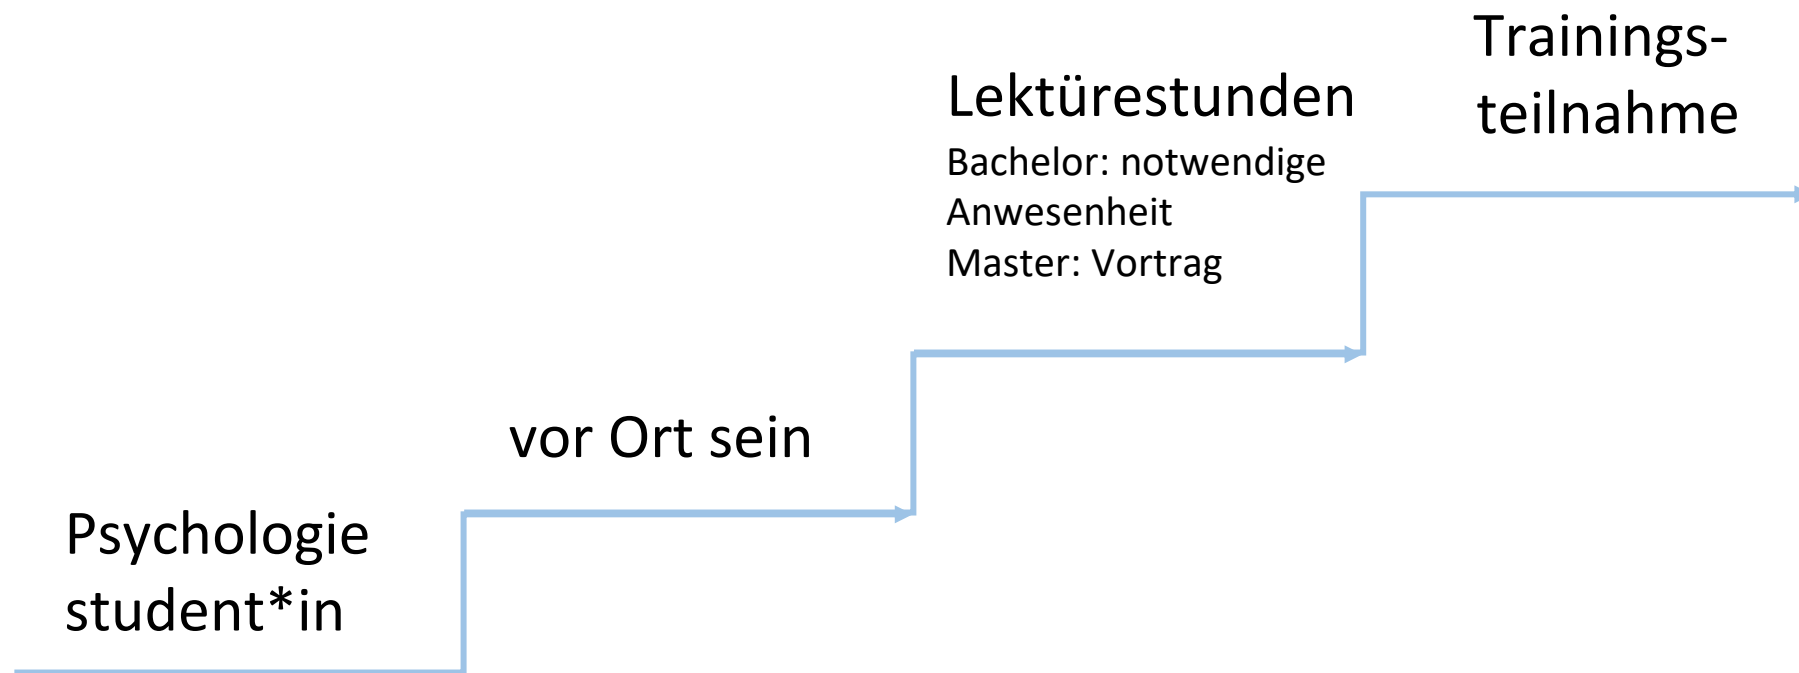 Psychologie
student*in
vor Ort sein
Lektürestunden
Bachelor: notwendige
Anwesenheit
Master: Vortrag
Trainings-
teilnahme